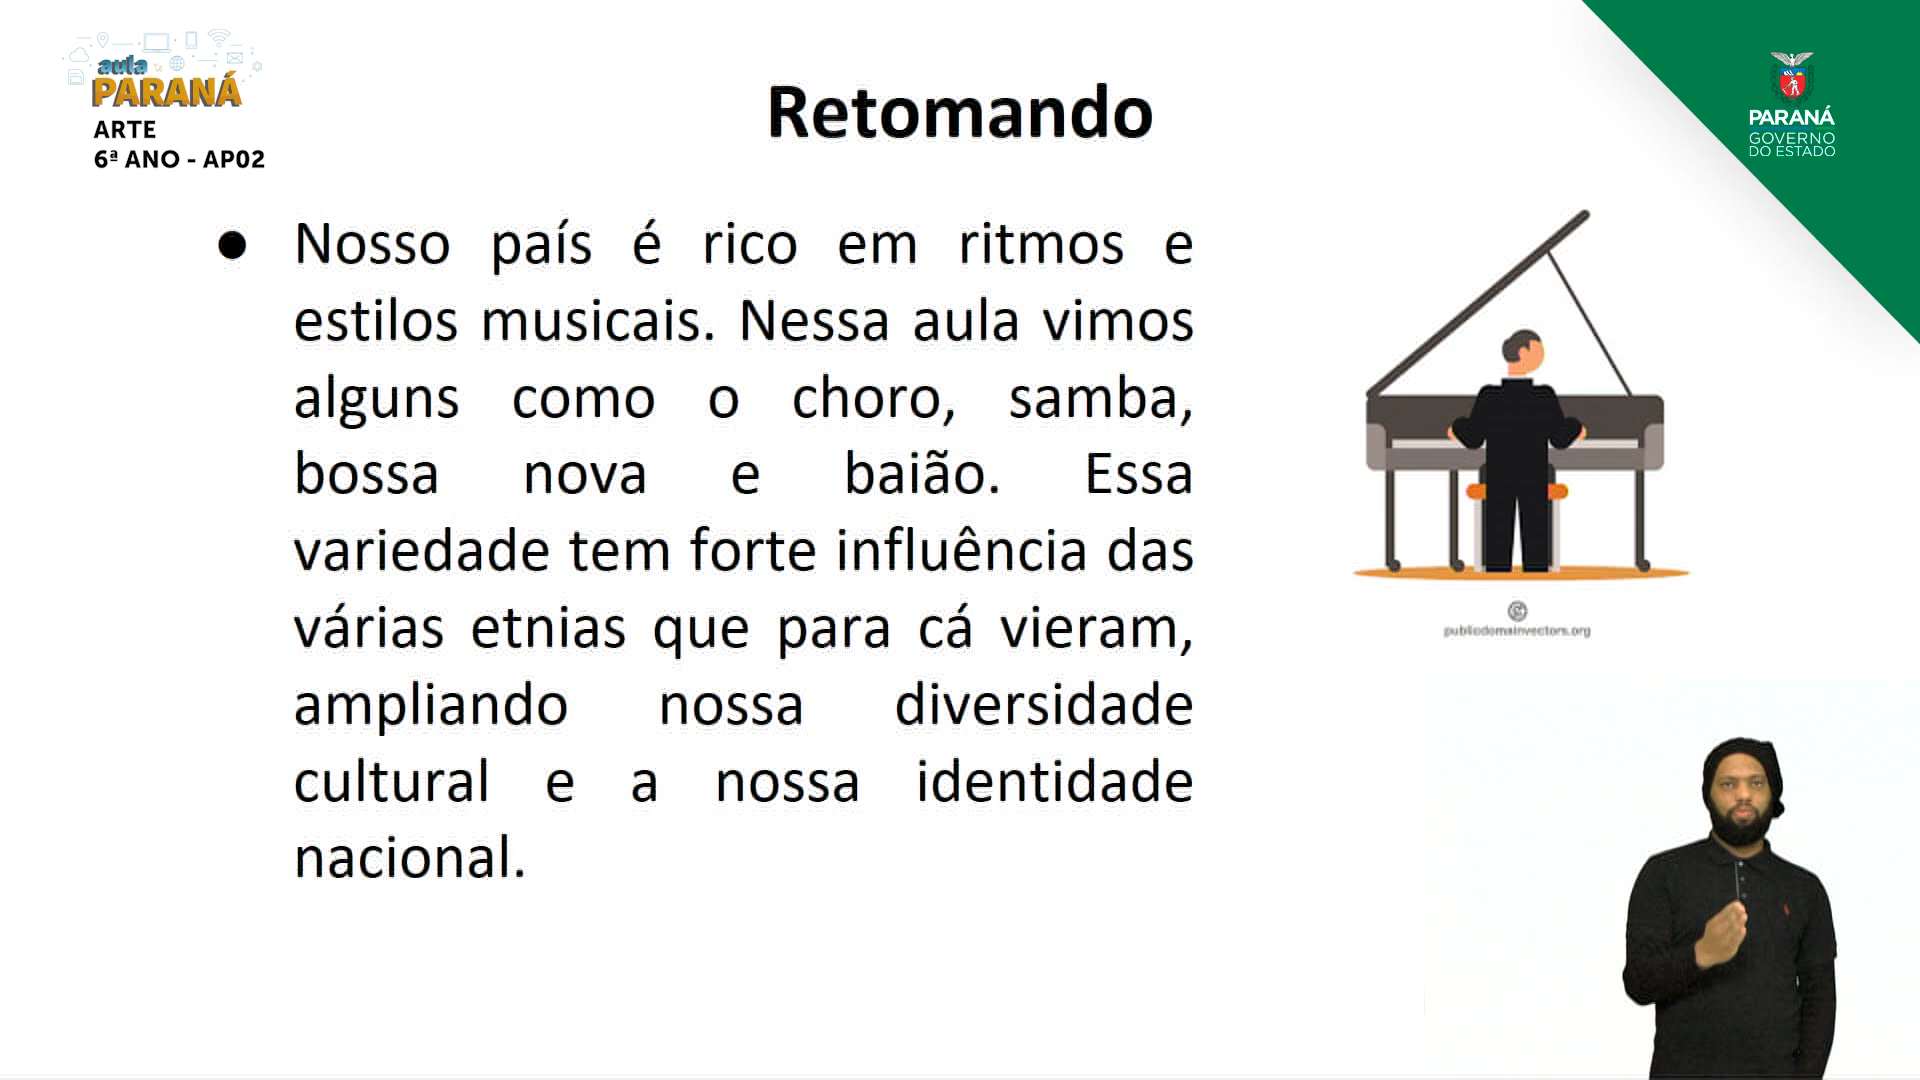 aula
PARANÁ
ARTE
6ª ANO - AP02
Retomando
PARANÁ
GOVERNO
DO ESTADO
● Nosso país é rico em ritmos e
estilos musicais. Nessa aula vimos
alguns como o choro, samba,
bossa nova e baião. Essa
variedade tem forte influência das
várias etnias que para cá vieram,
ampliando nossa diversidade
cultural e a nossa identidade
nacional.
©
publicdomainvectors.org